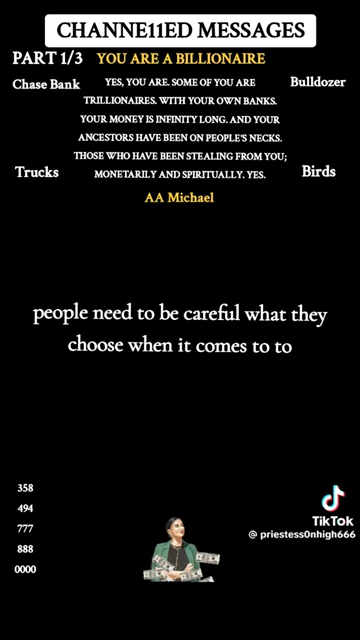 CHANNE11ED MESSAGES
PART 1/3 YOU ARE A BILLIONAIRE
Chase Bank
YES, YOU ARE. SOME OF YOU ARE
Bulldozer
TRILLIONAIRES. WITH YOUR OWN BANKS.
YOUR MONEY IS INFINITY LONG. AND YOUR
ANCESTORS HAVE BEEN ON PEOPLE'S NECKS.
THOSE WHO HAVE BEEN STEALING FROM YOU;
Trucks
MONETARILY AND SPIRITUALLY. YES.
Birds
AA Michael
people need to be careful what they
choose when it comes to to
358
494
777
888
0000
TikTok
@ priestess0nhigh666